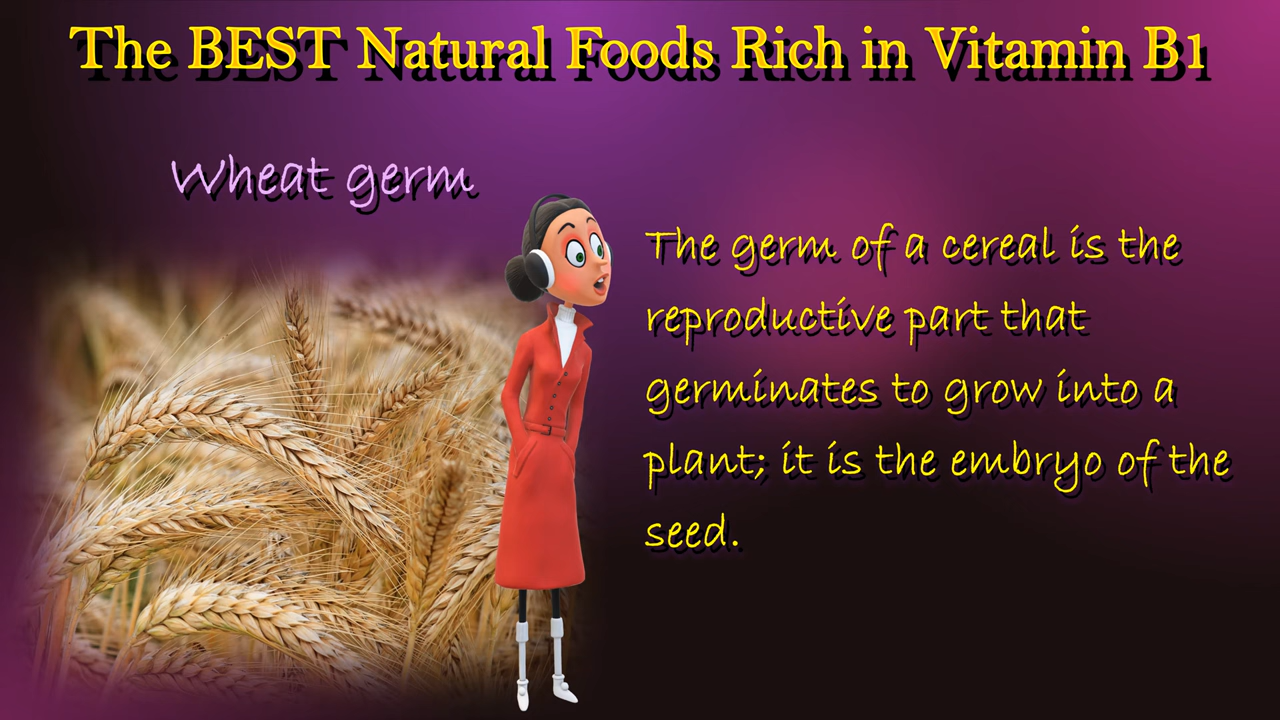 The BEST Natural Foods Rich in Vitamin B1
Wheat germ
The germ of a cereal is the
reproductive part that
germinates to grow into a
plant; it is the embryo of the
seed.